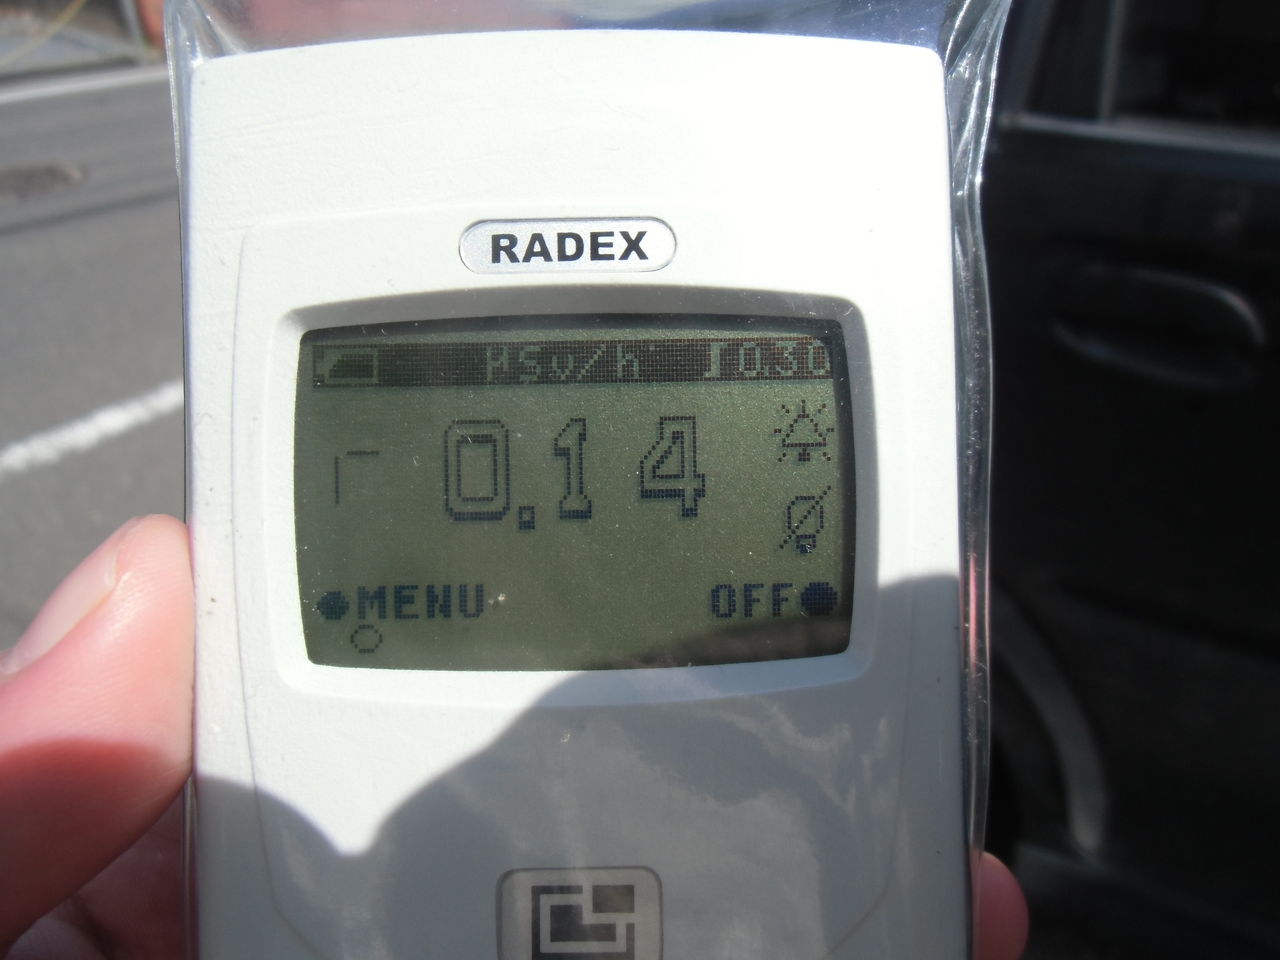 RADEX
µSv/h 0.30
0.14
MENU OFF